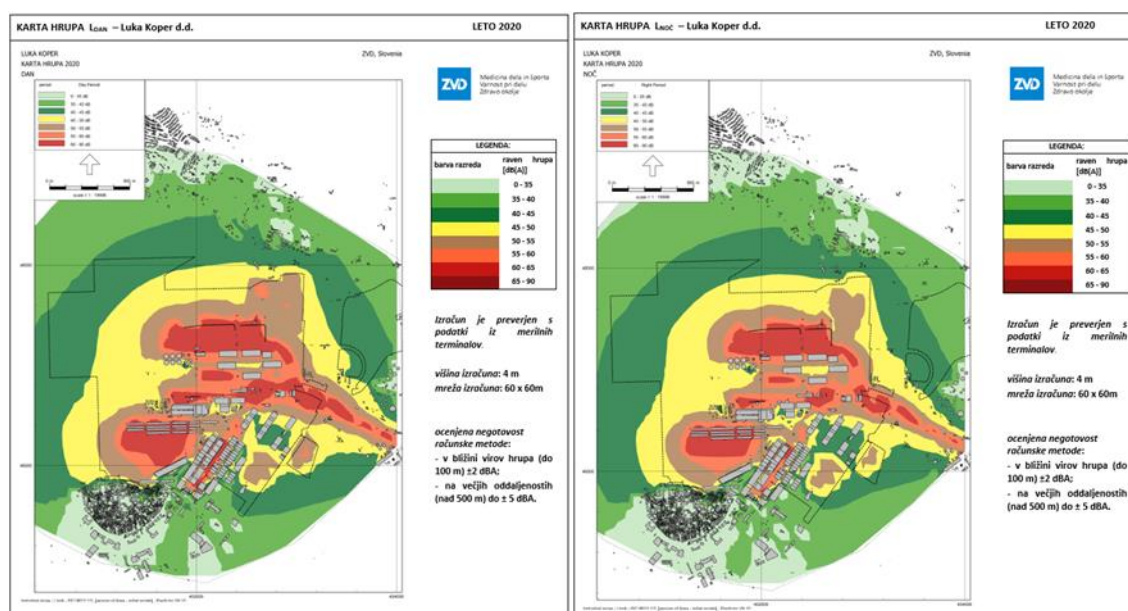 KARTA HRUPA LDAN – Luka Koper d.d. LETO 2020
LUKA KOPER
KARTA HRUPA 2020
DAN
ZVD, Slovenia
ZVD
Medicina dela in športa
Varnost pri delu
Zdravo okolje
period Day Period
LEGENDA:
barva razreda raven hrupa
[dB(A)]
0 - 35
35 - 40
40 - 45
45 - 50
50 - 55
55 - 60
60 - 65
65 - 90
Izračun je preverjen s
podatki iz merilnih
terminalov.
višina izračuna: 4 m
mreža izračuna: 60 x 60m
ocenjena negotovost
računske metode:
- v bližini virov hrupa (do
100 m) ±2 dBA;
- na večjih oddaljenostih
(nad 500 m) do ± 5 dBA.
KARTA HRUPA LNOČ – Luka Koper d.d. LETO 2020
LUKA KOPER
KARTA HRUPA 2020
NOČ
ZVD, Slovenia
ZVD
Medicina dela in športa
Varnost pri delu
Zdravo okolje
period Night Period
LEGENDA:
barva razreda raven hrupa
[dB(A)]
0 - 35
35 - 40
40 - 45
45 - 50
50 - 55
55 - 60
60 - 65
65 - 90
Izračun je preverjen s
podatki iz merilnih
terminalov.
višina izračuna: 4 m
mreža izračuna: 60 x 60m
ocenjena negotovost
računske metode:
- v bližini virov hrupa (do
100 m) ±2 dBA;
- na večjih oddaljenostih
(nad 500 m) do ± 5 dBA.